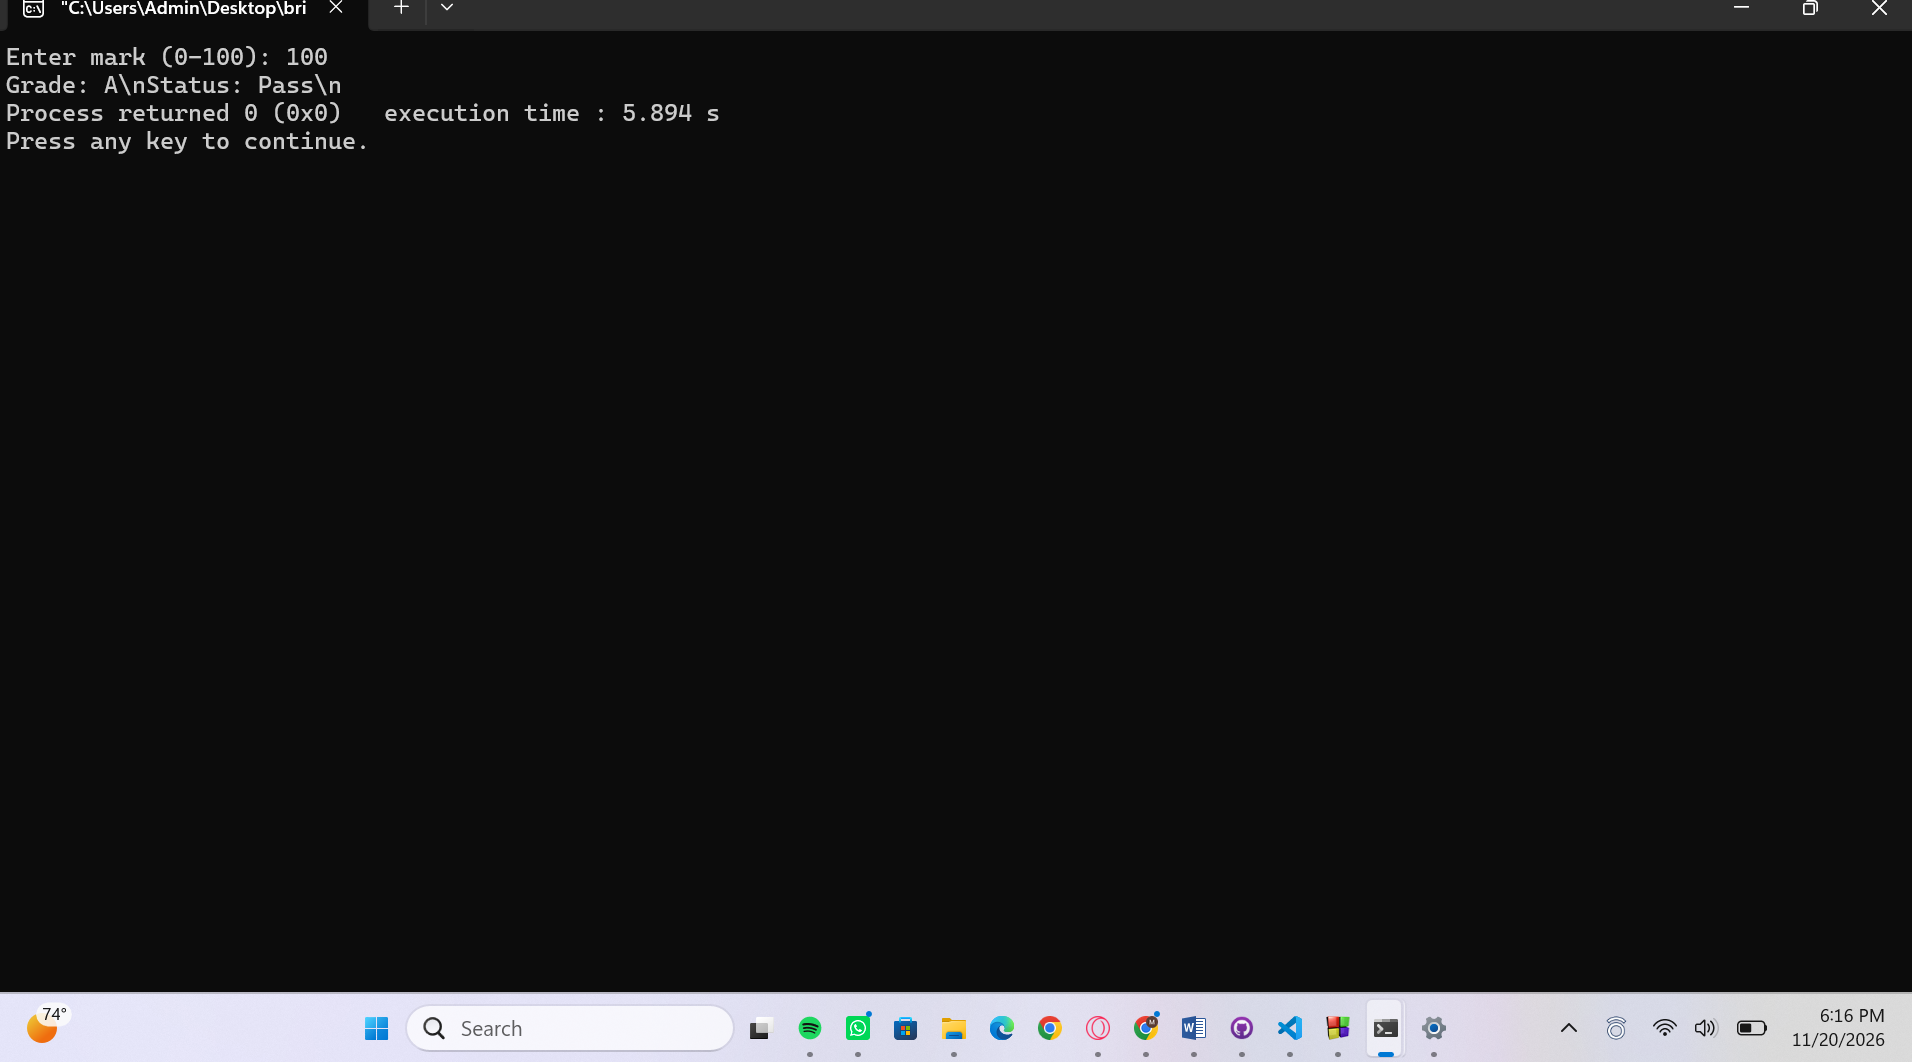 "C:\Users\Admin\Desktop\bri
Enter mark (0-100): 100
Grade: A\nStatus: Pass\n
Process returned 0 (0x0)   execution time : 5.894 s
Press any key to continue.
74°
Search
6:16 PM
11/20/2026